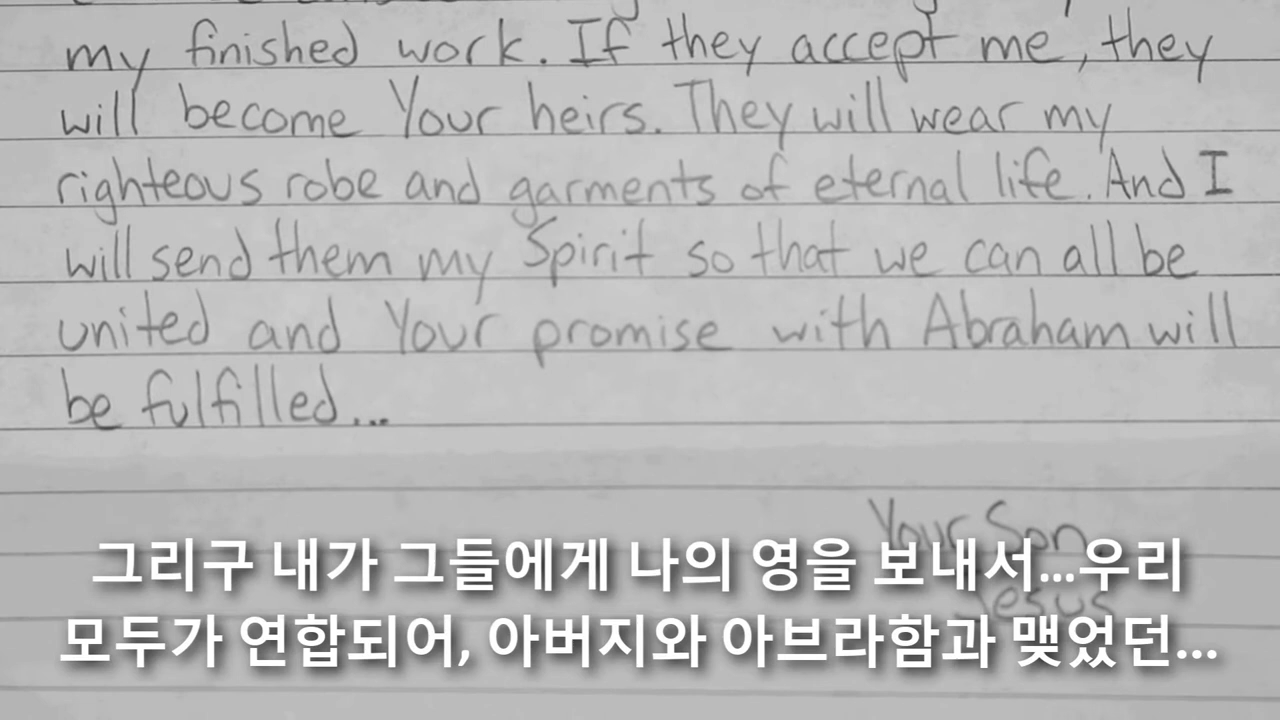 my finished work. If they accept me, they
will become Your heirs. They will wear my
righteous robe and garments of eternal life. And I
will send them my Spirit so that we can all be
united and Your promise with Abraham will
be fulfilled...
Your Son
Jesus
그리구 내가 그들에게 나의 영을 보내서...우리
모두가 연합되어, 아버지와 아브라함과 맺었던...